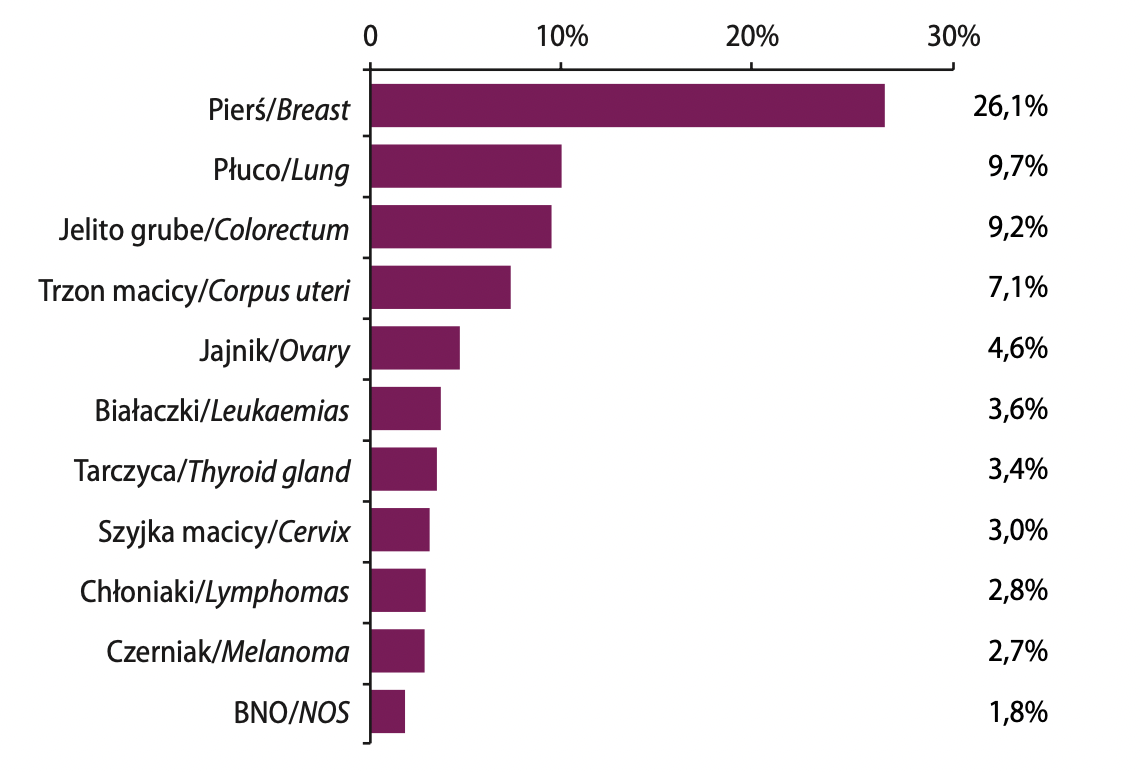 0 10% 20% 30%
Pierś/Breast 26,1%
Płuco/Lung 9,7%
Jelito grube/Colorectum 9,2%
Trzon macicy/Corpus uteri 7,1%
Jajnik/Ovary 4,6%
Białaczki/Leukaemias 3,6%
Tarczyca/Thyroid gland 3,4%
Szyjka macicy/Cervix 3,0%
Chłoniaki/Lymphomas 2,8%
Czerniak/Melanoma 2,7%
BNO/NOS 1,8%